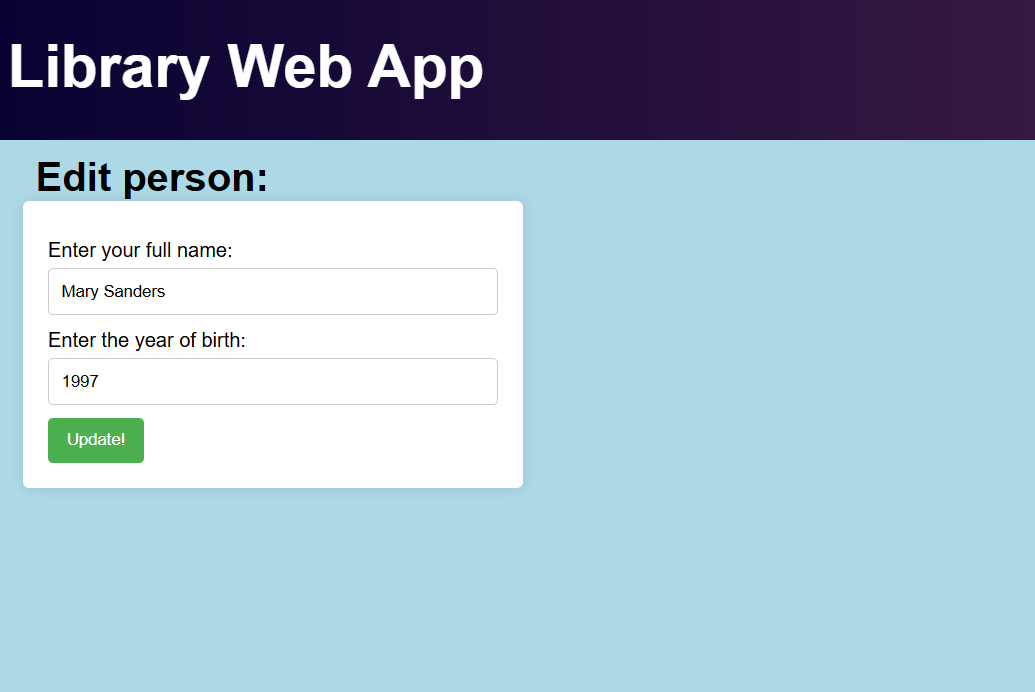 Library Web App
Edit person:
Enter your full name:
Mary Sanders
Enter the year of birth:
1997
Update!